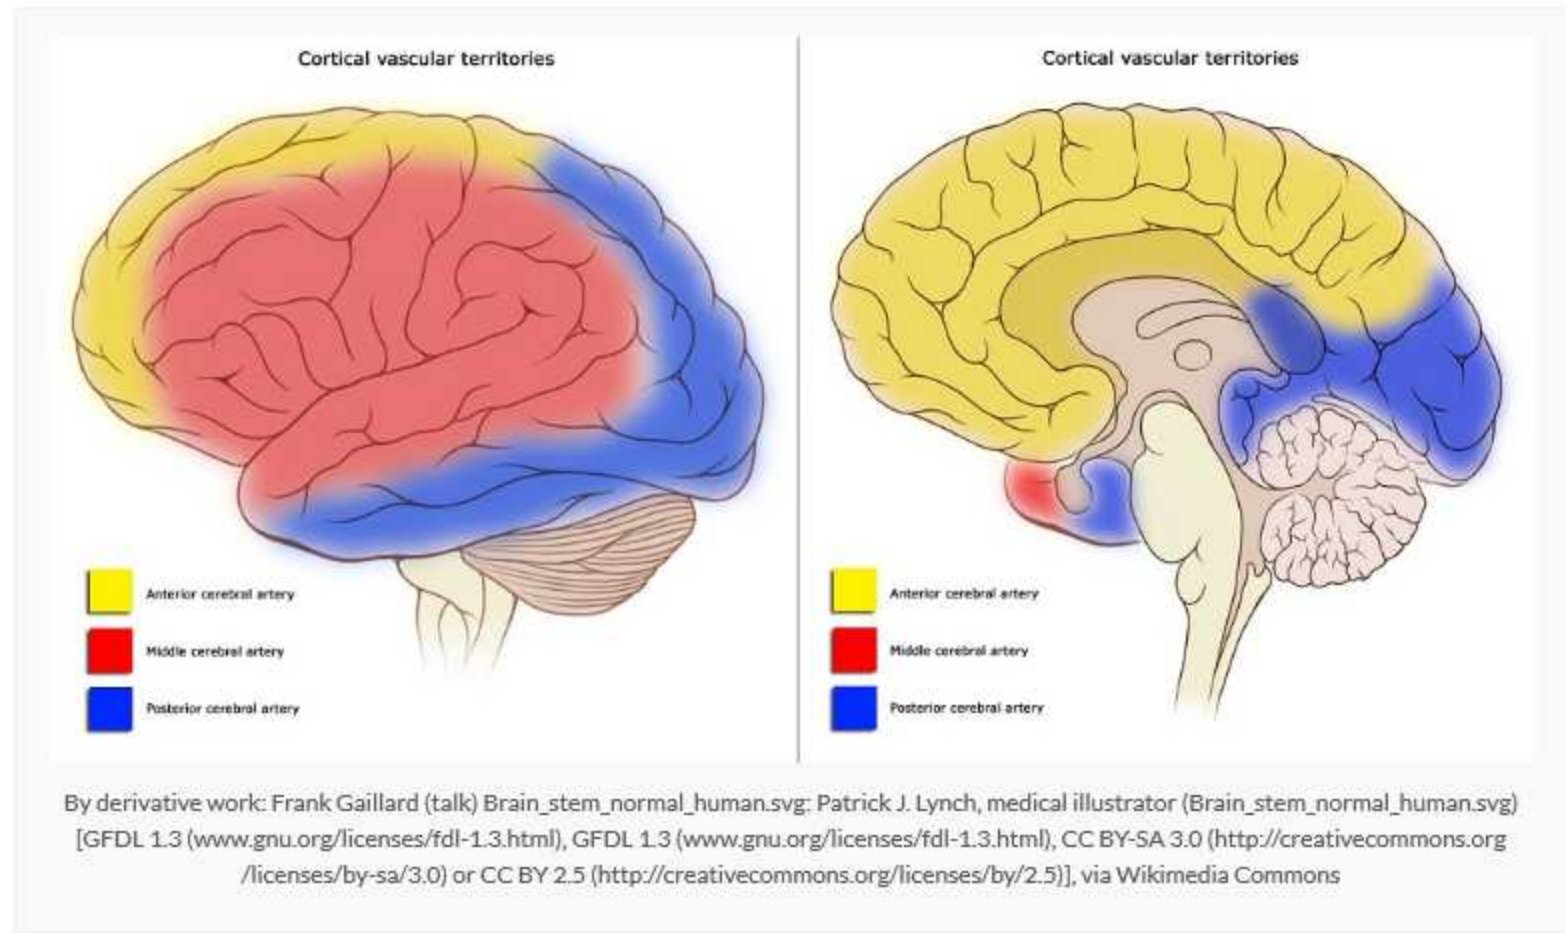 Cortical vascular territories
Anterior cerebral artery
Middle cerebral artery
Posterior cerebral artery
Cortical vascular territories
Anterior cerebral artery
Middle cerebral artery
Posterior cerebral artery
By derivative work: Frank Gaillard (talk) Brain_stem_normal_human.svg: Patrick J. Lynch, medical illustrator (Brain_stem_normal_human.svg)
[GFDL 1.3 (www.gnu.org/licenses/fdl-1.3.html), GFDL 1.3 (www.gnu.org/licenses/fdl-1.3.html), CC BY-SA 3.0 (http://creativecommons.org
/licenses/by-sa/3.0) or CC BY 2.5 (http://creativecommons.org/licenses/by/2.5)], via Wikimedia Commons